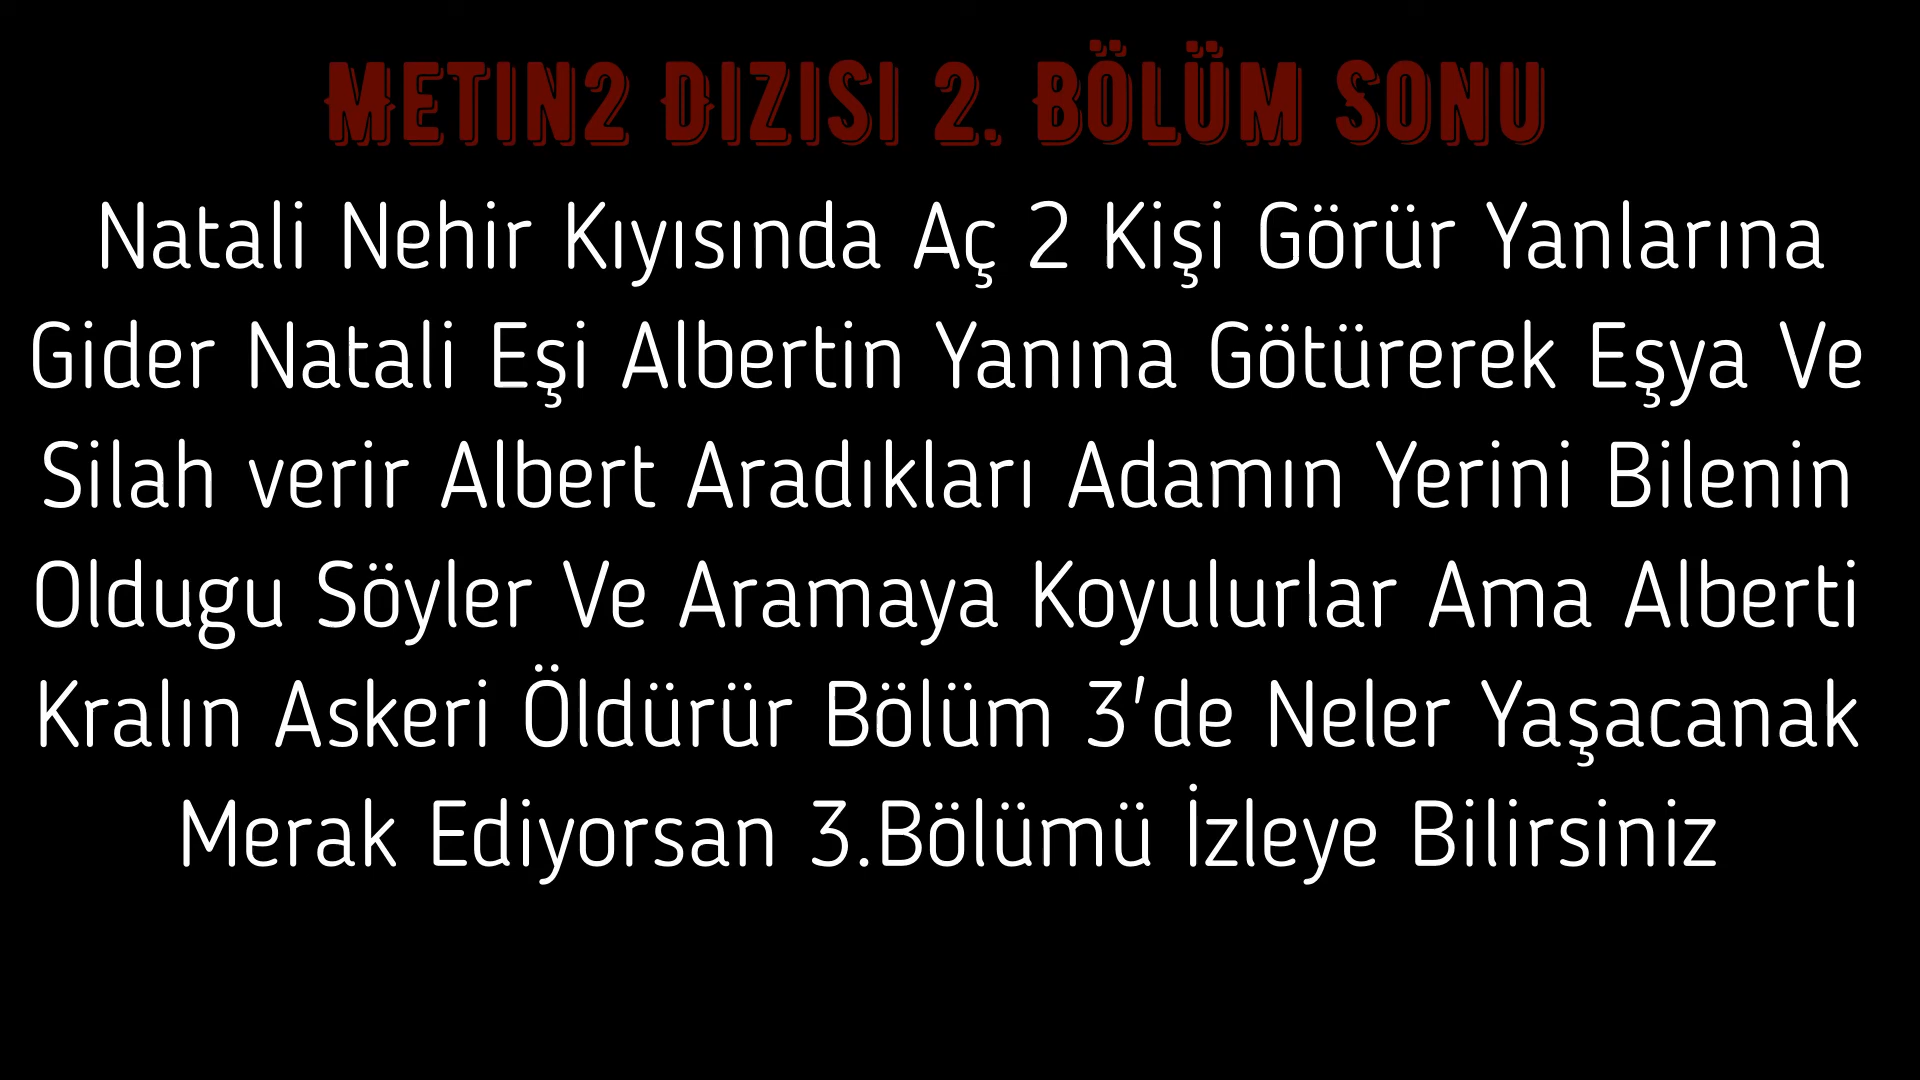 METIN2 DIZISI 2. BÖLÜM SONU
Natali Nehir Kıyısında Aç 2 Kişi Görür Yanlarına
Gider Natali Eşi Albertin Yanına Götürerek Eşya Ve
Silah verir Albert Aradıkları Adamın Yerini Bilenin
Oldugu Söyler Ve Aramaya Koyulurlar Ama Alberti
Kralın Askeri Öldürür Bölüm 3'de Neler Yaşacanak
Merak Ediyorsan 3.Bölümü İzleye Bilirsiniz